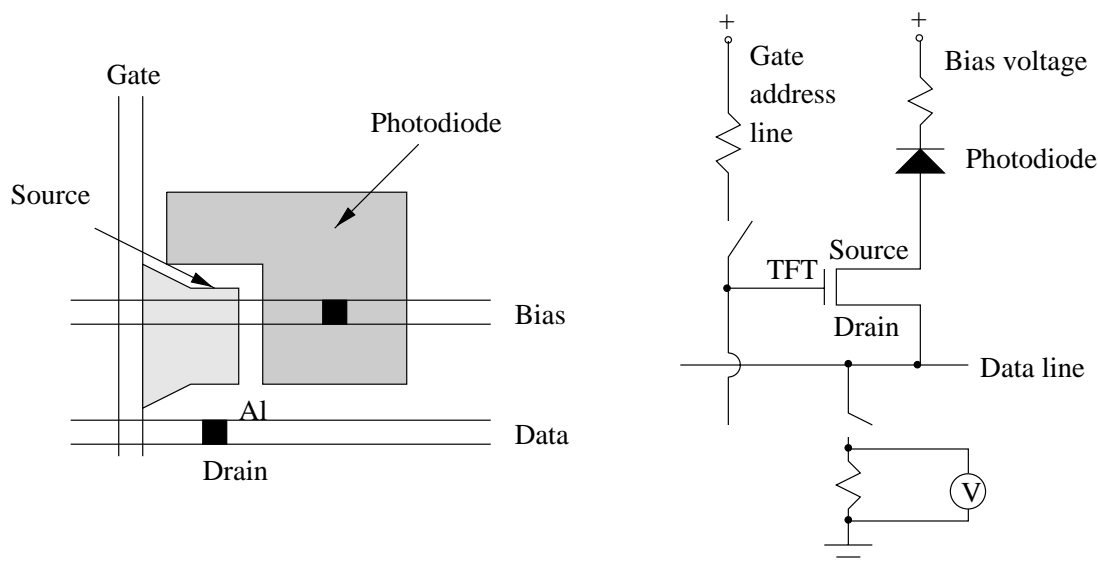 Gate
Photodiode
Source
Bias
Al
Data
Drain
+
+
Gate
address
line
Bias voltage
Photodiode
Source
TFT
Drain
Data line
V